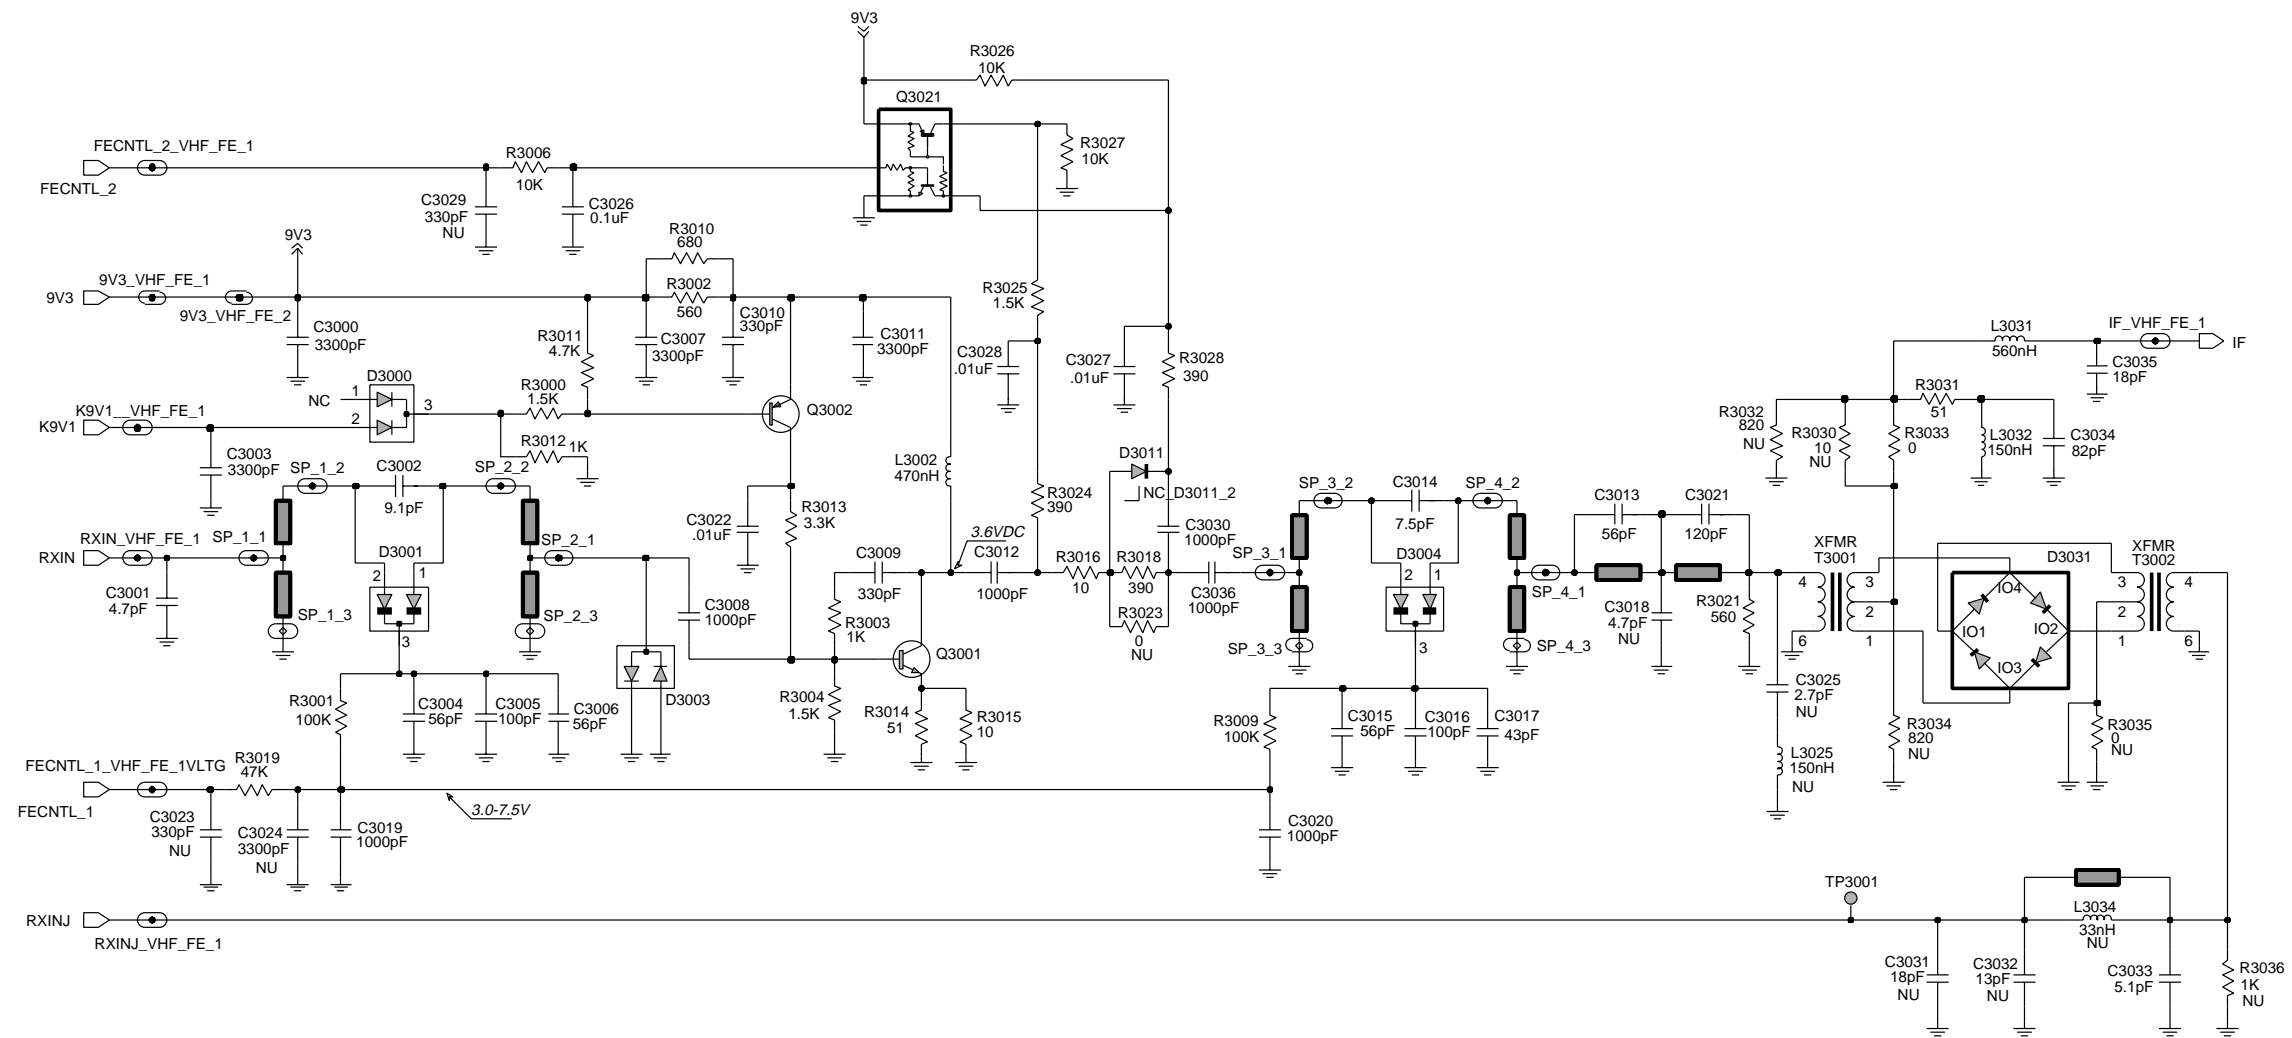 9V3
R3026
10K
Q3021
FECNTL_2_VHF_FE_1
FECNTL_2
R3006
10K
C3029
330pF
NU
C3026
0.1uF
R3027
10K
9V3
9V3
9V3_VHF_FE_1
9V3_VHF_FE_2
R3010
680
R3002
560
C3000
3300pF
R3011
4.7K
C3007
3300pF
C3010
330pF
C3011
3300pF
R3025
1.5K
C3028
.01uF
C3027
.01uF
R3028
390
D3000
NC
1
2
3
K9V1__VHF_FE_1
K9V1
R3000
1.5K
R3012
1K
Q3002
C3003
3300pF
SP_1_2
C3002
9.1pF
SP_2_2
RXIN_VHF_FE_1
RXIN
SP_1_1
SP_2_1
D3001
2
1
3
C3001
4.7pF
SP_1_3
SP_2_3
C3022
.01uF
R3013
3.3K
L3002
470nH
R3024
390
3.6VDC
D3011
NC_D3011_2
C3030
1000pF
C3009
330pF
C3012
1000pF
R3016
10
R3018
390
R3023
0
NU
C3036
1000pF
C3008
1000pF
R3003
1K
Q3001
D3003
R3004
1.5K
R3014
51
R3015
10
R3001
100K
C3004
56pF
C3005
100pF
C3006
56pF
FECNTL_1_VHF_FE_1VLTG
FECNTL_1
R3019
47K
C3023
330pF
NU
C3024
3300pF
NU
C3019
1000pF
3.0-7.5V
SP_3_1
SP_3_2
C3014
7.5pF
SP_4_2
D3004
2
1
3
SP_3_3
SP_4_1
SP_4_3
R3009
100K
C3015
56pF
C3016
100pF
C3017
43pF
C3020
1000pF
C3013
56pF
C3021
120pF
C3018
4.7pF
NU
R3021
560
XFMR
T3001
4
6
3
2
1
C3025
2.7pF
NU
L3025
150nH
NU
R3034
820
NU
L3031
560nH
IF_VHF_FE_1
IF
C3035
18pF
R3031
51
R3032
820
NU
R3030
10
NU
R3033
0
L3032
150nH
C3034
82pF
D3031
IO4
IO1
IO2
IO3
XFMR
T3002
3
2
1
4
6
R3035
0
NU
RXINJ
RXINJ_VHF_FE_1
TP3001
L3034
33nH
NU
C3031
18pF
NU
C3032
13pF
NU
C3033
5.1pF
R3036
1K
NU